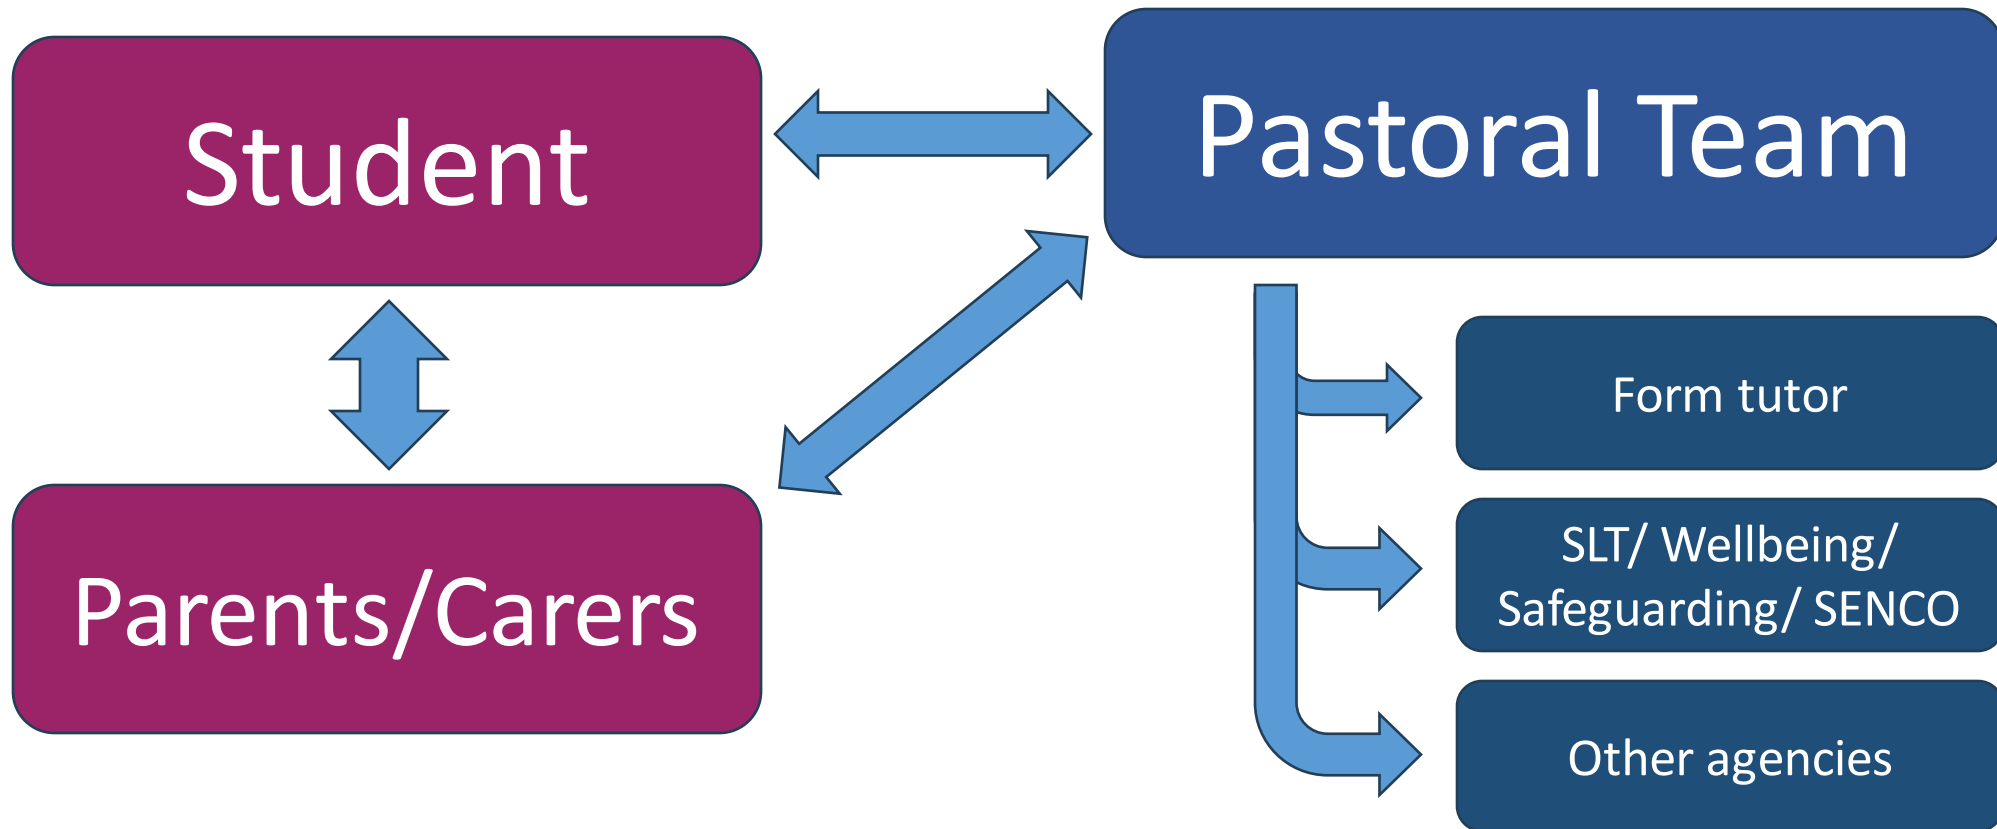 Student
Pastoral Team
Parents/Carers
Form tutor
SLT/ Wellbeing/
Safeguarding/ SENCO
Other agencies